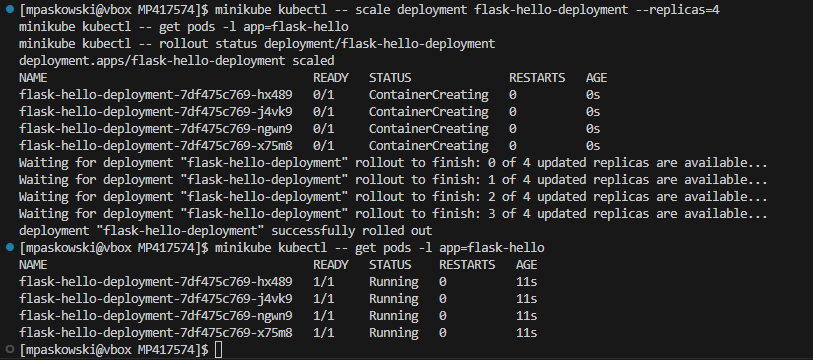 [mpaskowski@vbox MP417574]$ minikube kubectl -- scale deployment flask-hello-deployment --replicas=4
minikube kubectl -- get pods -l app=flask-hello
minikube kubectl -- rollout status deployment/flask-hello-deployment
deployment.apps/flask-hello-deployment scaled
NAME READY STATUS RESTARTS AGE
flask-hello-deployment-7df475c769-hx489 0/1 ContainerCreating 0 0s
flask-hello-deployment-7df475c769-j4vk9 0/1 ContainerCreating 0 0s
flask-hello-deployment-7df475c769-ngwn9 0/1 ContainerCreating 0 0s
flask-hello-deployment-7df475c769-x75m8 0/1 ContainerCreating 0 0s
Waiting for deployment "flask-hello-deployment" rollout to finish: 0 of 4 updated replicas are available...
Waiting for deployment "flask-hello-deployment" rollout to finish: 1 of 4 updated replicas are available...
Waiting for deployment "flask-hello-deployment" rollout to finish: 2 of 4 updated replicas are available...
Waiting for deployment "flask-hello-deployment" rollout to finish: 3 of 4 updated replicas are available...
deployment "flask-hello-deployment" successfully rolled out
[mpaskowski@vbox MP417574]$ minikube kubectl -- get pods -l app=flask-hello
NAME READY STATUS RESTARTS AGE
flask-hello-deployment-7df475c769-hx489 1/1 Running 0 11s
flask-hello-deployment-7df475c769-j4vk9 1/1 Running 0 11s
flask-hello-deployment-7df475c769-ngwn9 1/1 Running 0 11s
flask-hello-deployment-7df475c769-x75m8 1/1 Running 0 11s
[mpaskowski@vbox MP417574]$